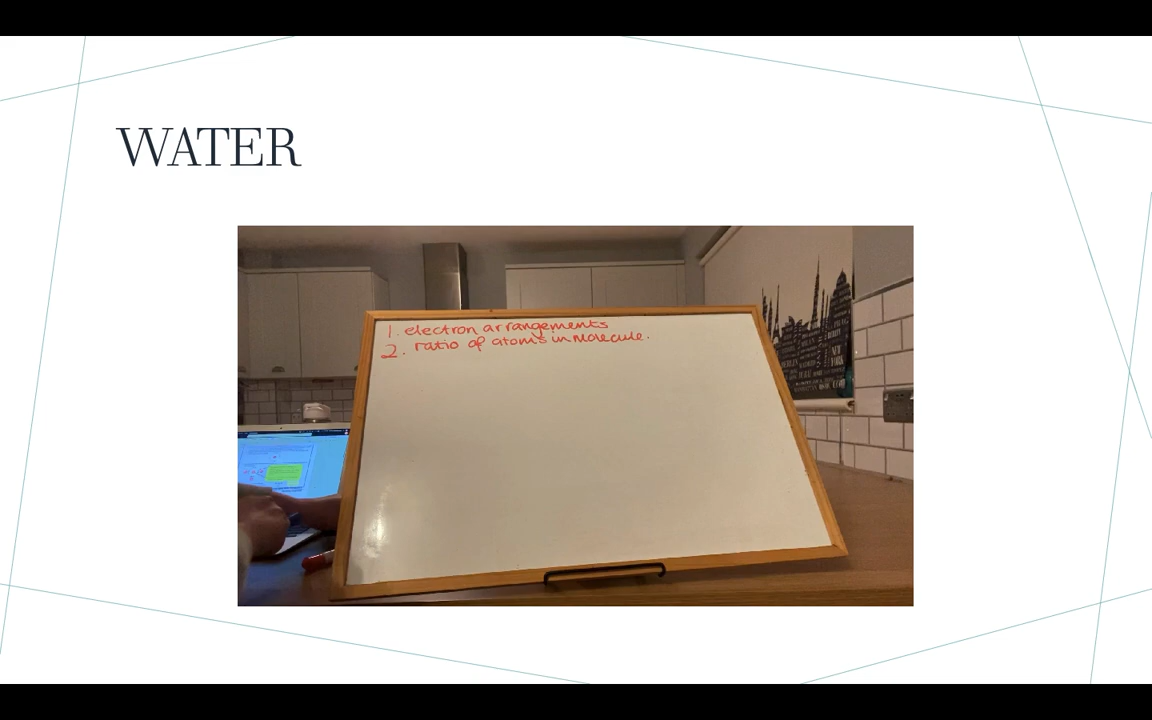 WATER
1. electron arrangements
2. ratio of atoms in molecule.